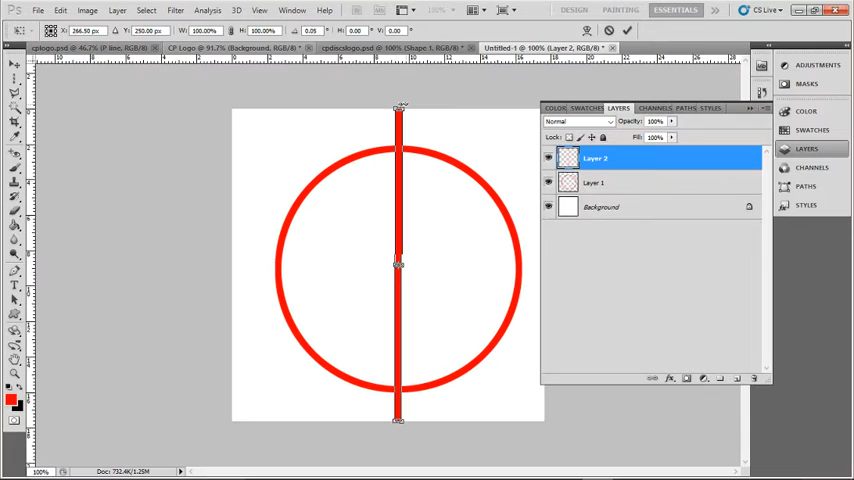 Ps
File Edit Image Layer Select Filter Analysis 3D View Window Help 100%
DESIGN PAINTING ESSENTIALS CS Live
X: 266.50 px Y: 250.00 px W: 100.00% H: 100.00% 0.05 H: 0.00 V: 0.00
cplogo.psd @ 46.7% (P line, RGB/8) * CP Logo @ 91.7% (Background, RGB/8) * cpdiscslogo.psd @ 100% (Shape 1, RGB/8) * Untitled-1 @ 100% (Layer 2, RGB/8) *
COLOR SWATCHES LAYERS CHANNELS PATHS STYLES
Normal Opacity: 100%
Lock: Fill: 100%
Layer 2
Layer 1
Background
ADJUSTMENTS
MASKS
COLOR
SWATCHES
LAYERS
CHANNELS
PATHS
STYLES
100% Doc: 732.4K/1.25M